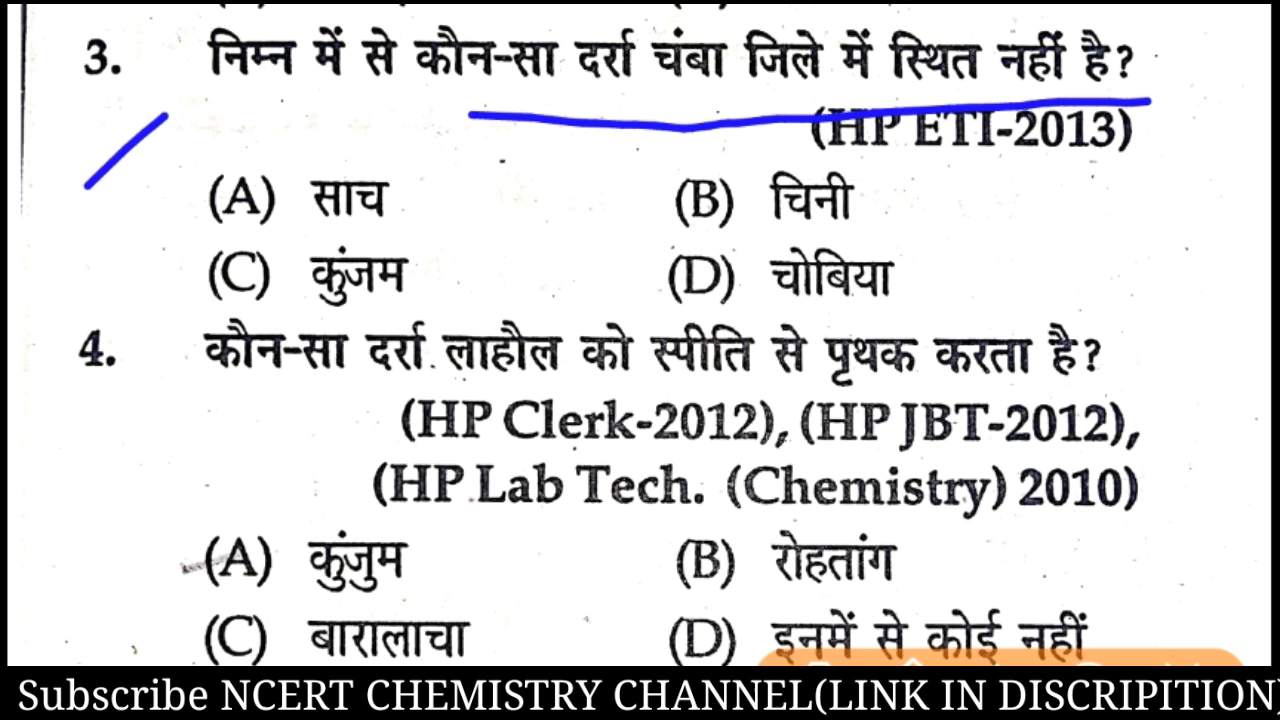 3. निम्न में से कौन-सा दर्रा चंबा जिले में स्थित नहीं है?
(HP ETI-2013)
(A) साच (B) चिनी
(C) कुंजम (D) चोबिया
4. कौन-सा दर्रा लाहौल को स्पीति से पृथक करता है?
(HP Clerk-2012), (HP JBT-2012),
(HP Lab Tech. (Chemistry) 2010)
(A) कुंजुम (B) रोहतांग
(C) बारालाचा (D) इनमें से कोई नहीं
Subscribe NCERT CHEMISTRY CHANNEL(LINK IN DISCRIPITION)